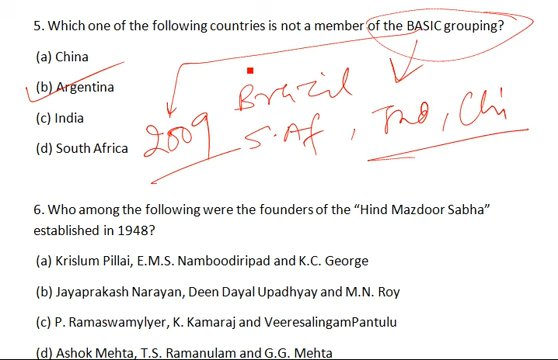 5. Which one of the following countries is not a member of the BASIC grouping?
(a) China
(b) Argentina
(c) India
(d) South Africa
2009
Brazil
S.Af, Ind, Chi
6. Who among the following were the founders of the “Hind Mazdoor Sabha”
established in 1948?
(a) Krislum Pillai, E.M.S. Namboodiripad and K.C. George
(b) Jayaprakash Narayan, Deen Dayal Upadhyay and M.N. Roy
(c) P. Ramaswamylyer, K. Kamaraj and VeeresalingamPantulu
(d) Ashok Mehta, T.S. Ramanulam and G.G. Mehta